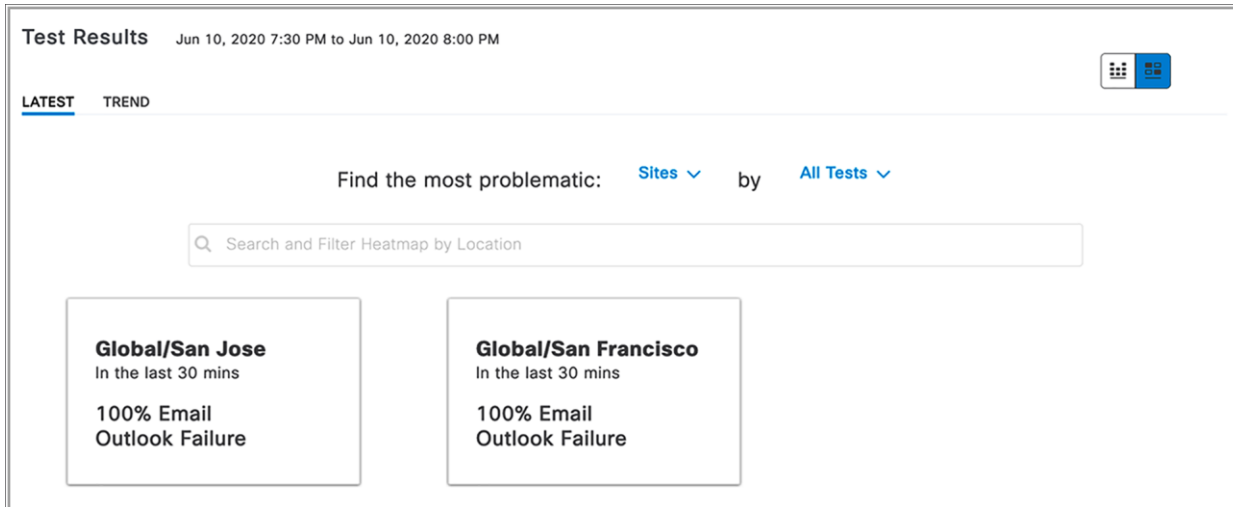 Test Results Jun 10, 2020 7:30 PM to Jun 10, 2020 8:00 PM
LATEST TREND
Find the most problematic: Sites by All Tests
Search and Filter Heatmap by Location
Global/San Jose
In the last 30 mins
100% Email
Outlook Failure
Global/San Francisco
In the last 30 mins
100% Email
Outlook Failure